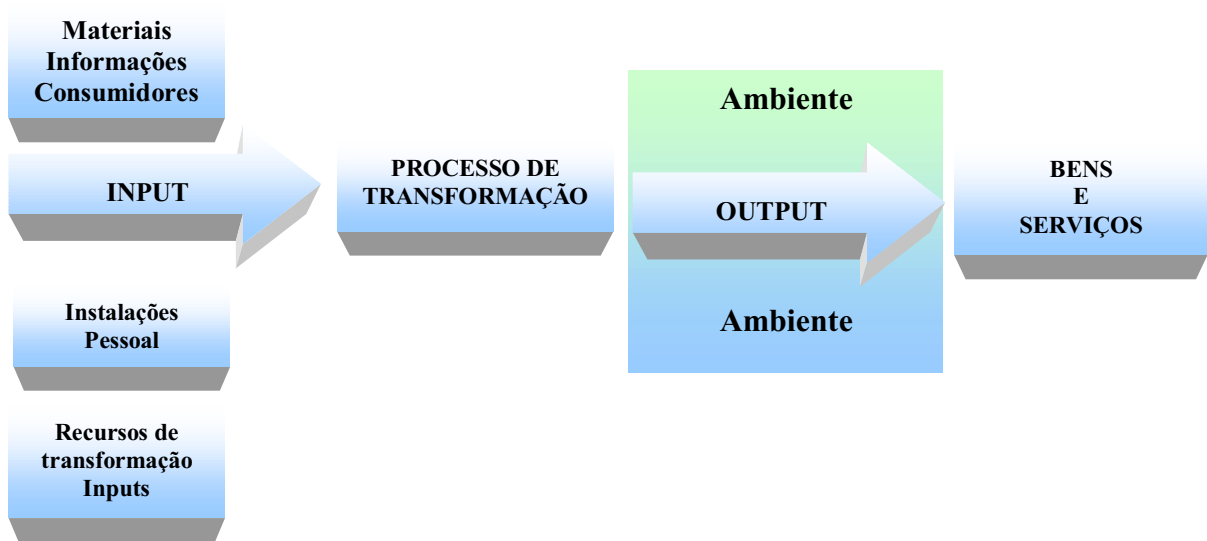 Materiais
Informações
Consumidores
INPUT
Instalações
Pessoal
Recursos de
transformação
Inputs
PROCESSO DE
TRANSFORMAÇÃO
Ambiente
OUTPUT
Ambiente
BENS
E
SERVIÇOS